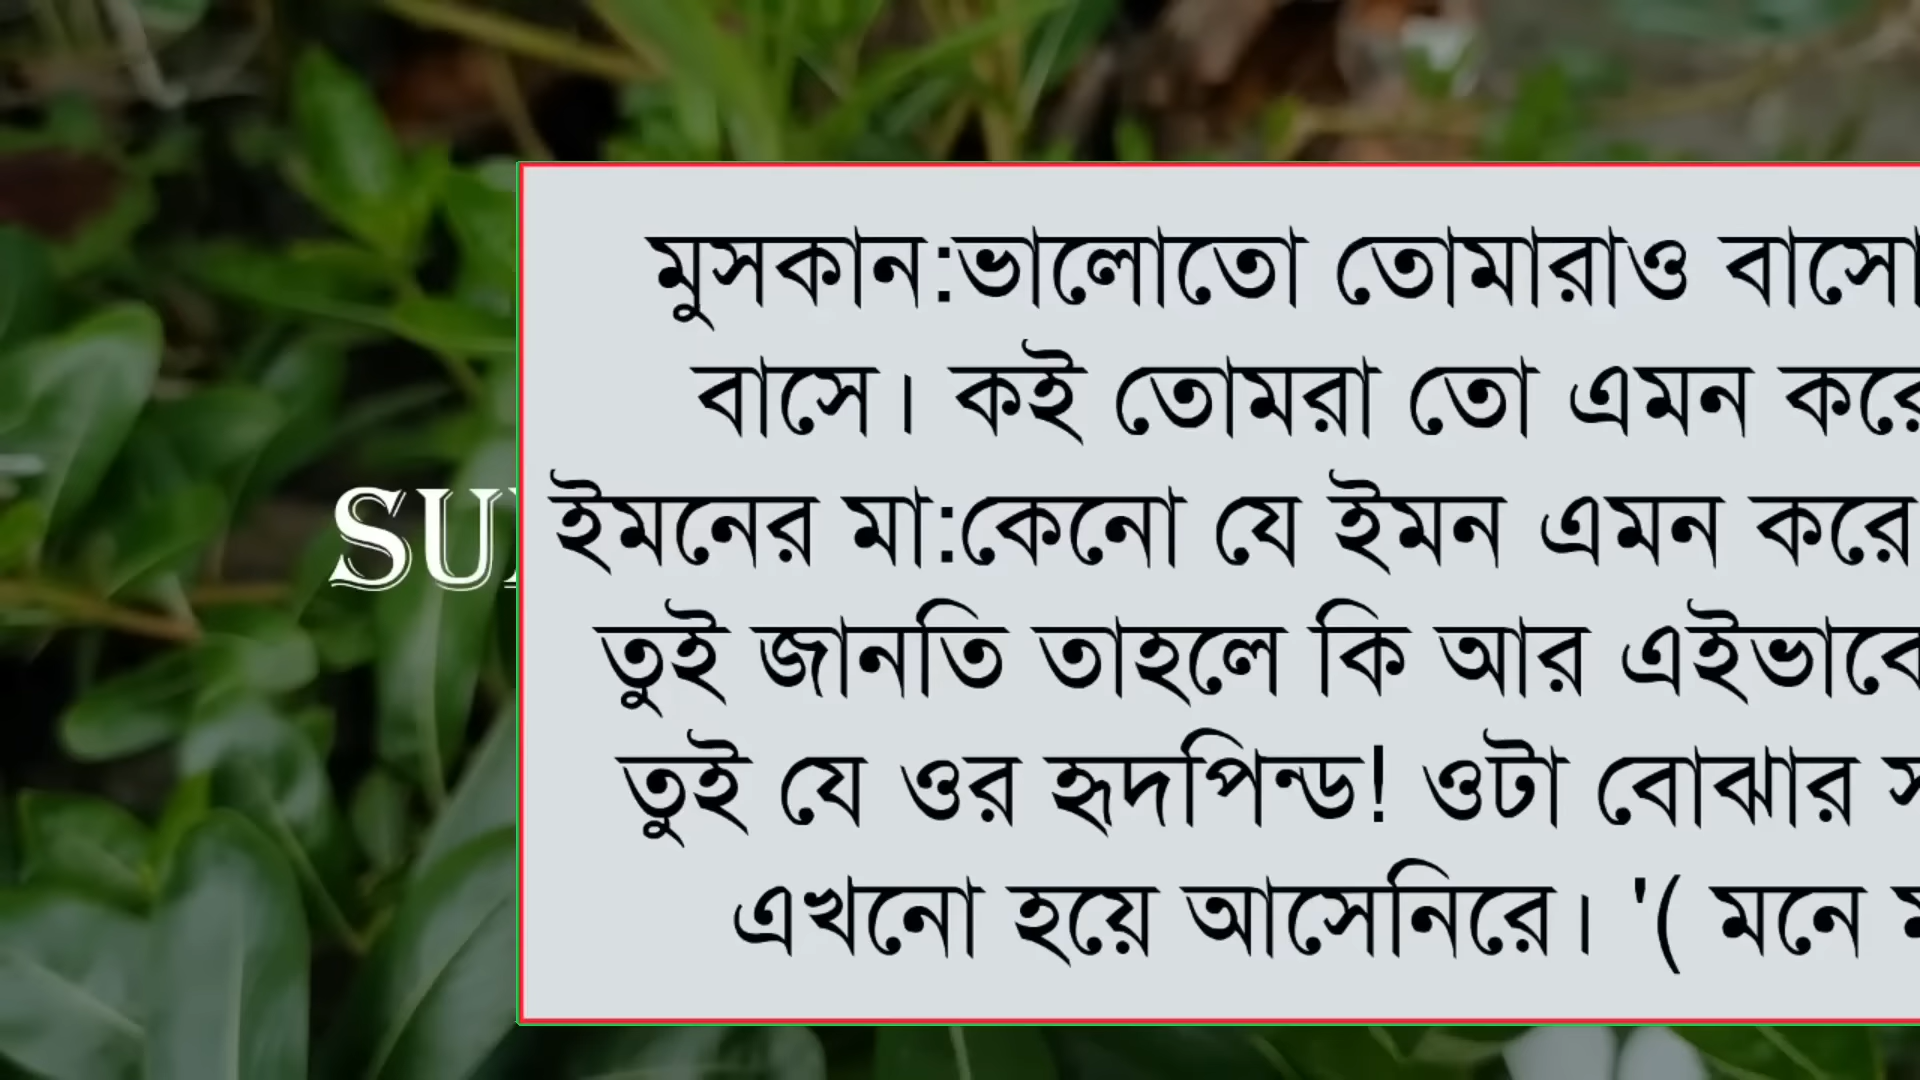 মুসকান:ভালোতো তোমারাও বাসো
বাসে। কই তোমরা তো এমন করে
SU
ইমনের মা:কেনো যে ইমন এমন করে
তুই জানতি তাহলে কি আর এইভাবে
তুই যে ওর হৃদপিন্ড! ওটা বোঝার
এখনো হয়ে আসেনিরে। '( মনে